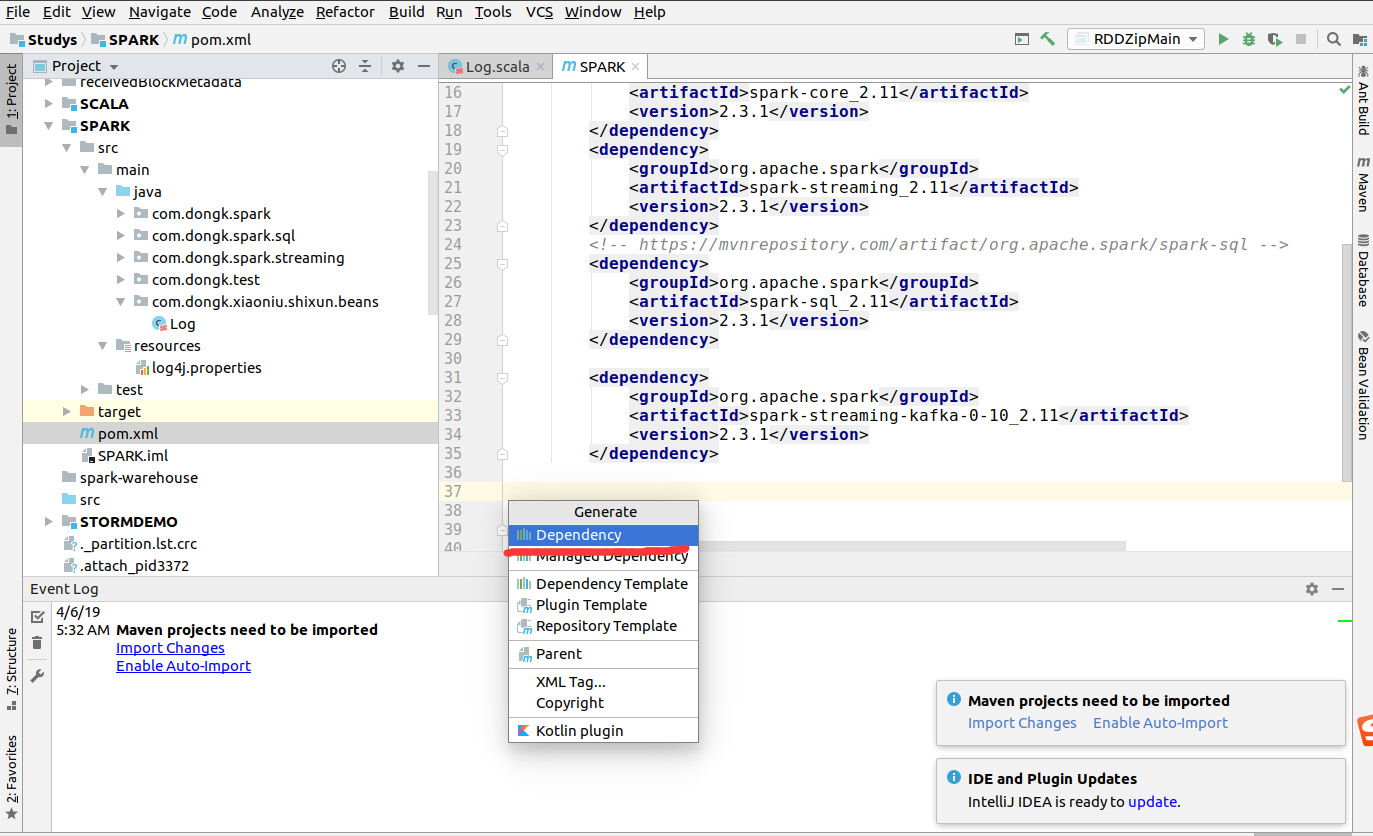 File Edit View Navigate Code Analyze Refactor Build Run Tools VCS Window Help
Studys SPARK m pom.xml
RDDZipMain
1: Project
Project
receivedBlockMetadata
SCALA
SPARK
src
main
java
com.dongk.spark
com.dongk.spark.sql
com.dongk.spark.streaming
com.dongk.test
com.dongk.xiaoniu.shixun.beans
Log
resources
log4j.properties
test
target
m pom.xml
SPARK.iml
spark-warehouse
src
STORMDEMO
._partition.lst.crc
.attach_pid3372
Log.scala
m SPARK
16 <artifactId>spark-core_2.11</artifactId>
17 <version>2.3.1</version>
18 </dependency>
19 <dependency>
20 <groupId>org.apache.spark</groupId>
21 <artifactId>spark-streaming_2.11</artifactId>
22 <version>2.3.1</version>
23 </dependency>
24 <!-- https://mvnrepository.com/artifact/org.apache.spark/spark-sql -->
25 <dependency>
26 <groupId>org.apache.spark</groupId>
27 <artifactId>spark-sql_2.11</artifactId>
28 <version>2.3.1</version>
29 </dependency>
30
31 <dependency>
32 <groupId>org.apache.spark</groupId>
33 <artifactId>spark-streaming-kafka-0-10_2.11</artifactId>
34 <version>2.3.1</version>
35 </dependency>
36
37
38
39
40
Generate
Dependency
Managed Dependency
Dependency Template
Plugin Template
Repository Template
Parent
XML Tag...
Copyright
Kotlin plugin
Ant Build
m Maven
Database
Bean Validation
7: Structure
2: Favorites
Event Log
4/6/19
5:32 AM Maven projects need to be imported
Import Changes
Enable Auto-Import
Maven projects need to be imported
Import Changes Enable Auto-Import
IDE and Plugin Updates
IntelliJ IDEA is ready to update.